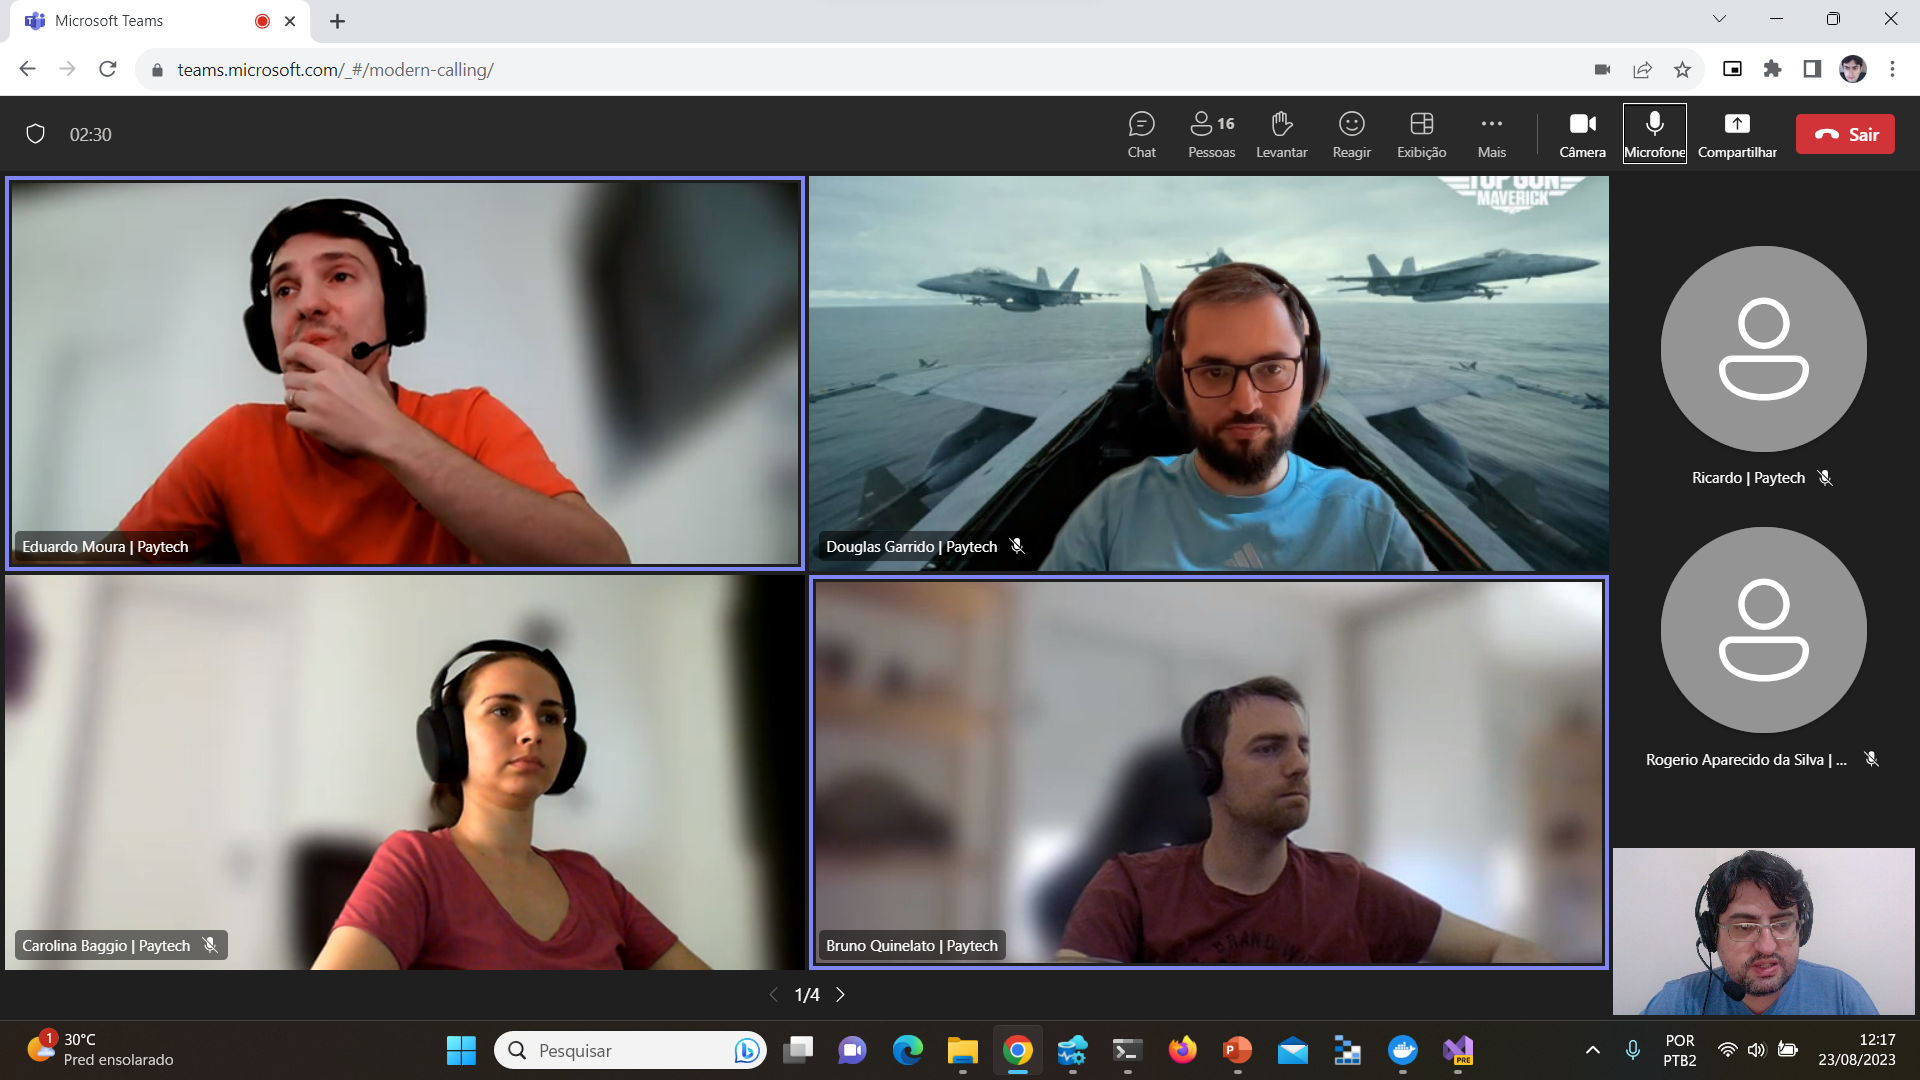 Microsoft Teams
teams.microsoft.com/_#/modern-calling/
02:30
Chat
16
Pessoas
Levantar
Reagir
Exibição
Mais
Câmera
Microfone
Compartilhar
Sair
TOP GUN
MAVERICK
Eduardo Moura | Paytech
Douglas Garrido | Paytech
Ricardo | Paytech
Rogerio Aparecido da Silva | ...
Carolina Baggio | Paytech
BRAND
Bruno Quinelato | Paytech
1/4
1
30°C
Pred ensolarado
Pesquisar
PRE
POR
PTB2
12:17
23/08/2023